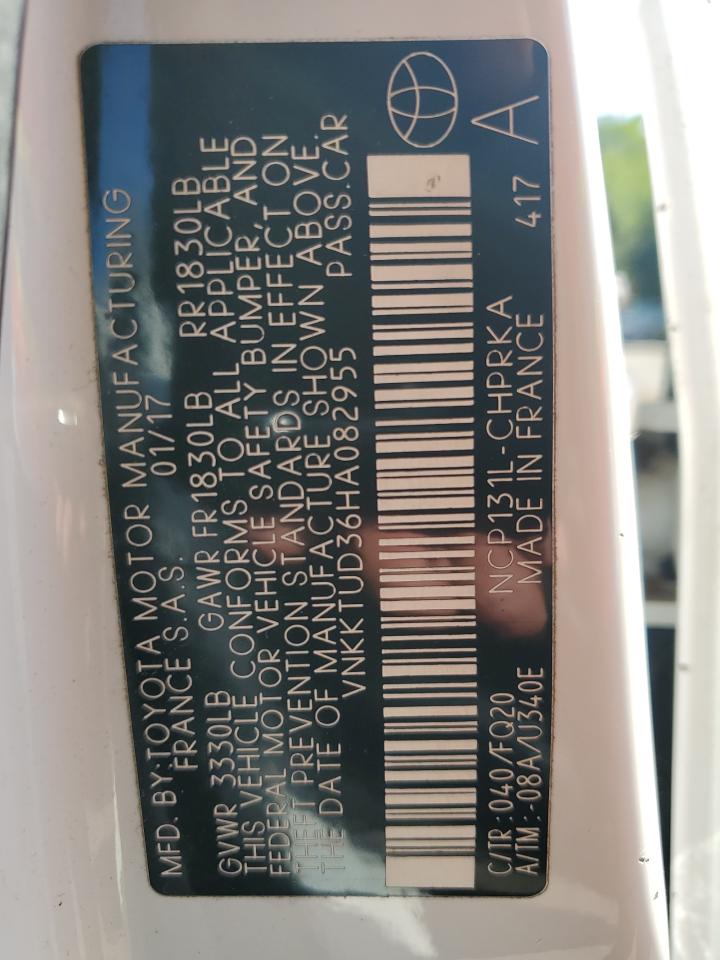 MFD. BY:TOYOTA MOTOR MANUFACTURING
FRANCE S.A.S. 01/17
GVWR 3330LB GAWR FR1830LB RR1830LB
THIS VEHICLE CONFORMS TO ALL APPLICABLE
FEDERAL MOTOR VEHICLE SAFETY BUMPER, AND
THEFT PREVENTION STANDARDS IN EFFECT ON
THE DATE OF MANUFACTURE SHOWN ABOVE.
VNKKTUD36HA082955 PASS.CAR
NCP131L-CHPRKA 417 A
MADE IN FRANCE
C/TR : 040/FQ20
A/TM : -08A/U340E